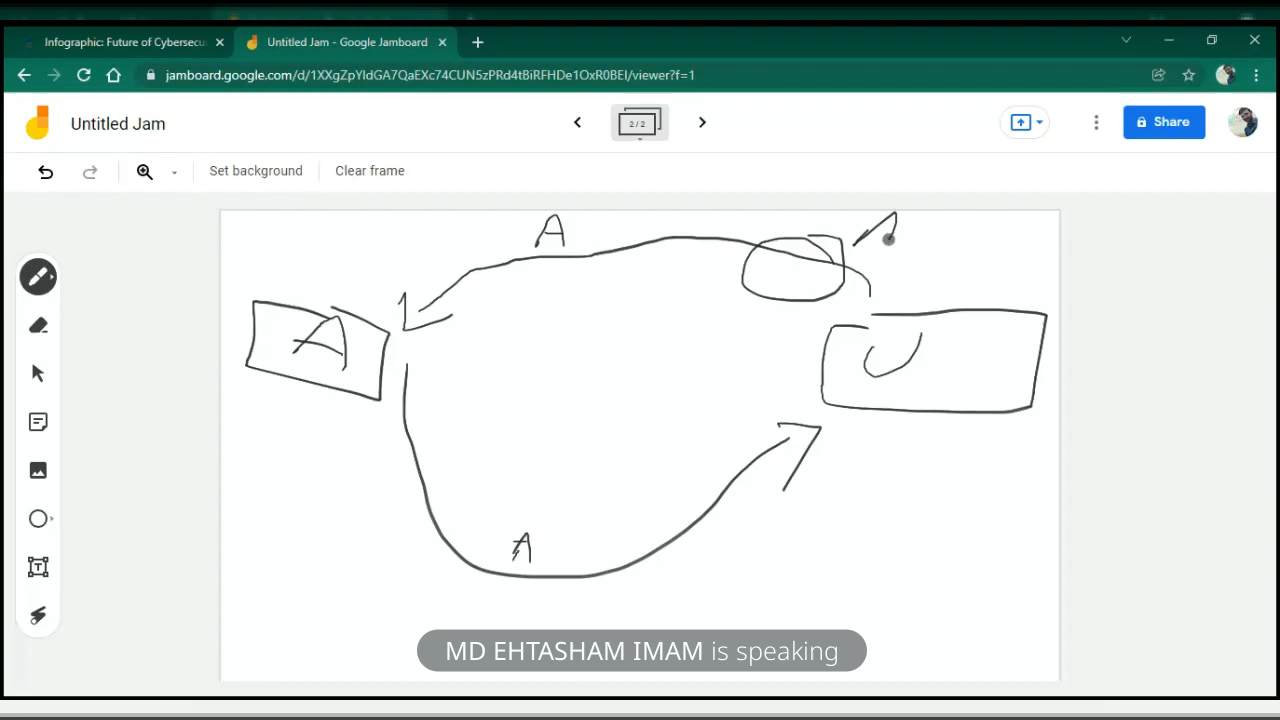 Infographic: Future of Cybersecu
Untitled Jam - Google Jamboard
jamboard.google.com/d/1XXgZpYIdGA7QaEXc74CUN5zPRd4tBiRFHDe1OxR0BEI/viewer?f=1
Untitled Jam
2 / 2
Share
Set background
Clear frame
A
A
U
A
T
MD EHTASHAM IMAM is speaking